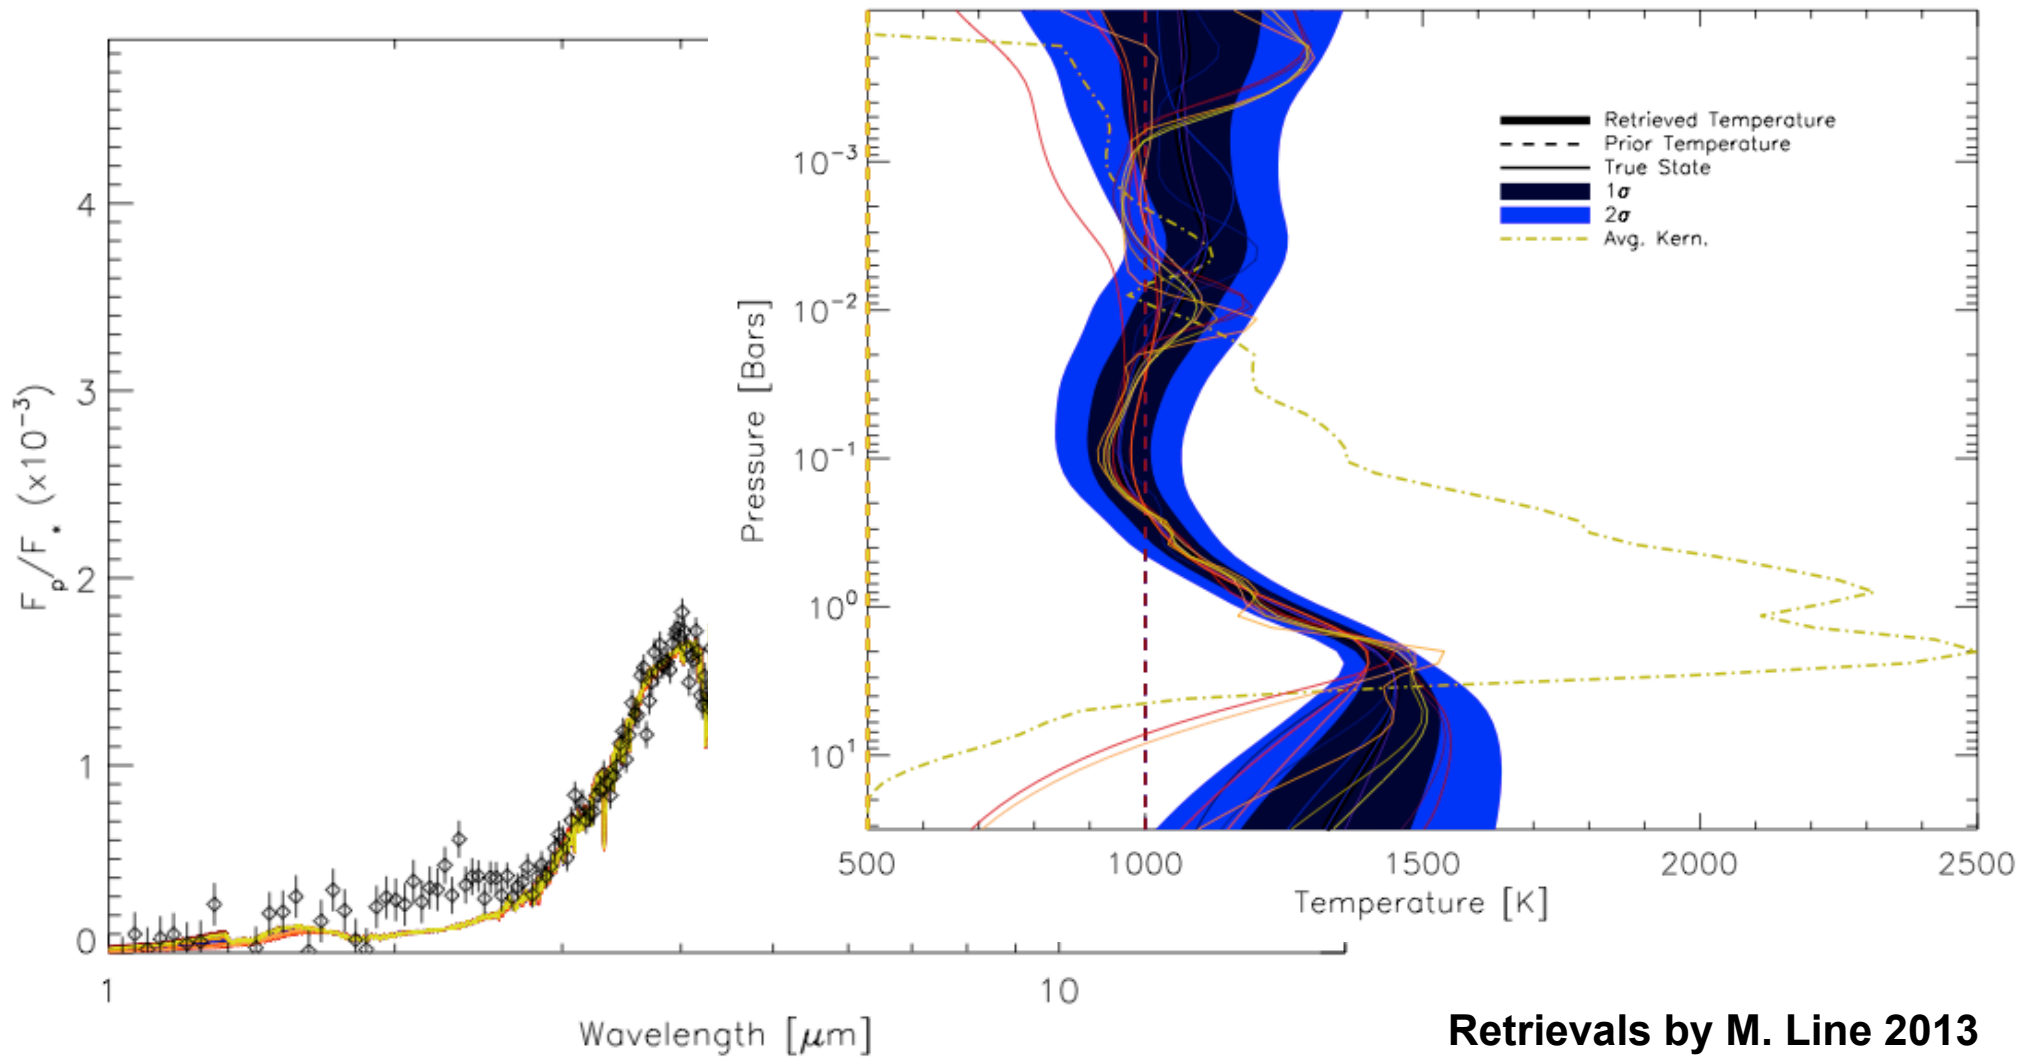 F_p/F_* (x10^-3)
4
3
2
1
0
1
10
Wavelength [μm]
Pressure [Bars]
10^-3
10^-2
10^-1
10^0
10^1
500
1000
1500
2000
2500
Temperature [K]
Retrieved Temperature
Prior Temperature
True State
1σ
2σ
Avg. Kern.
Retrievals by M. Line 2013